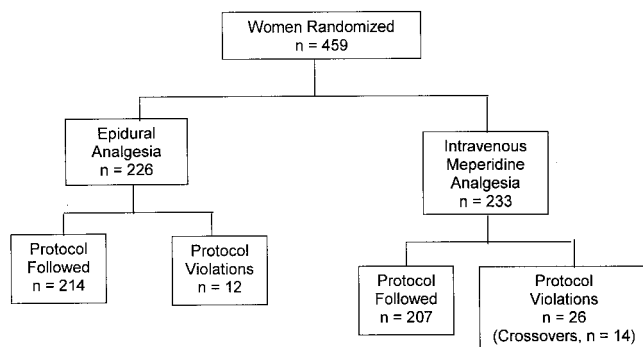 Women Randomized
n = 459
Epidural
Analgesia
n = 226
Intravenous
Meperidine
Analgesia
n = 233
Protocol
Followed
n = 214
Protocol
Violations
n = 12
Protocol
Followed
n = 207
Protocol
Violations
n = 26
(Crossovers, n = 14)